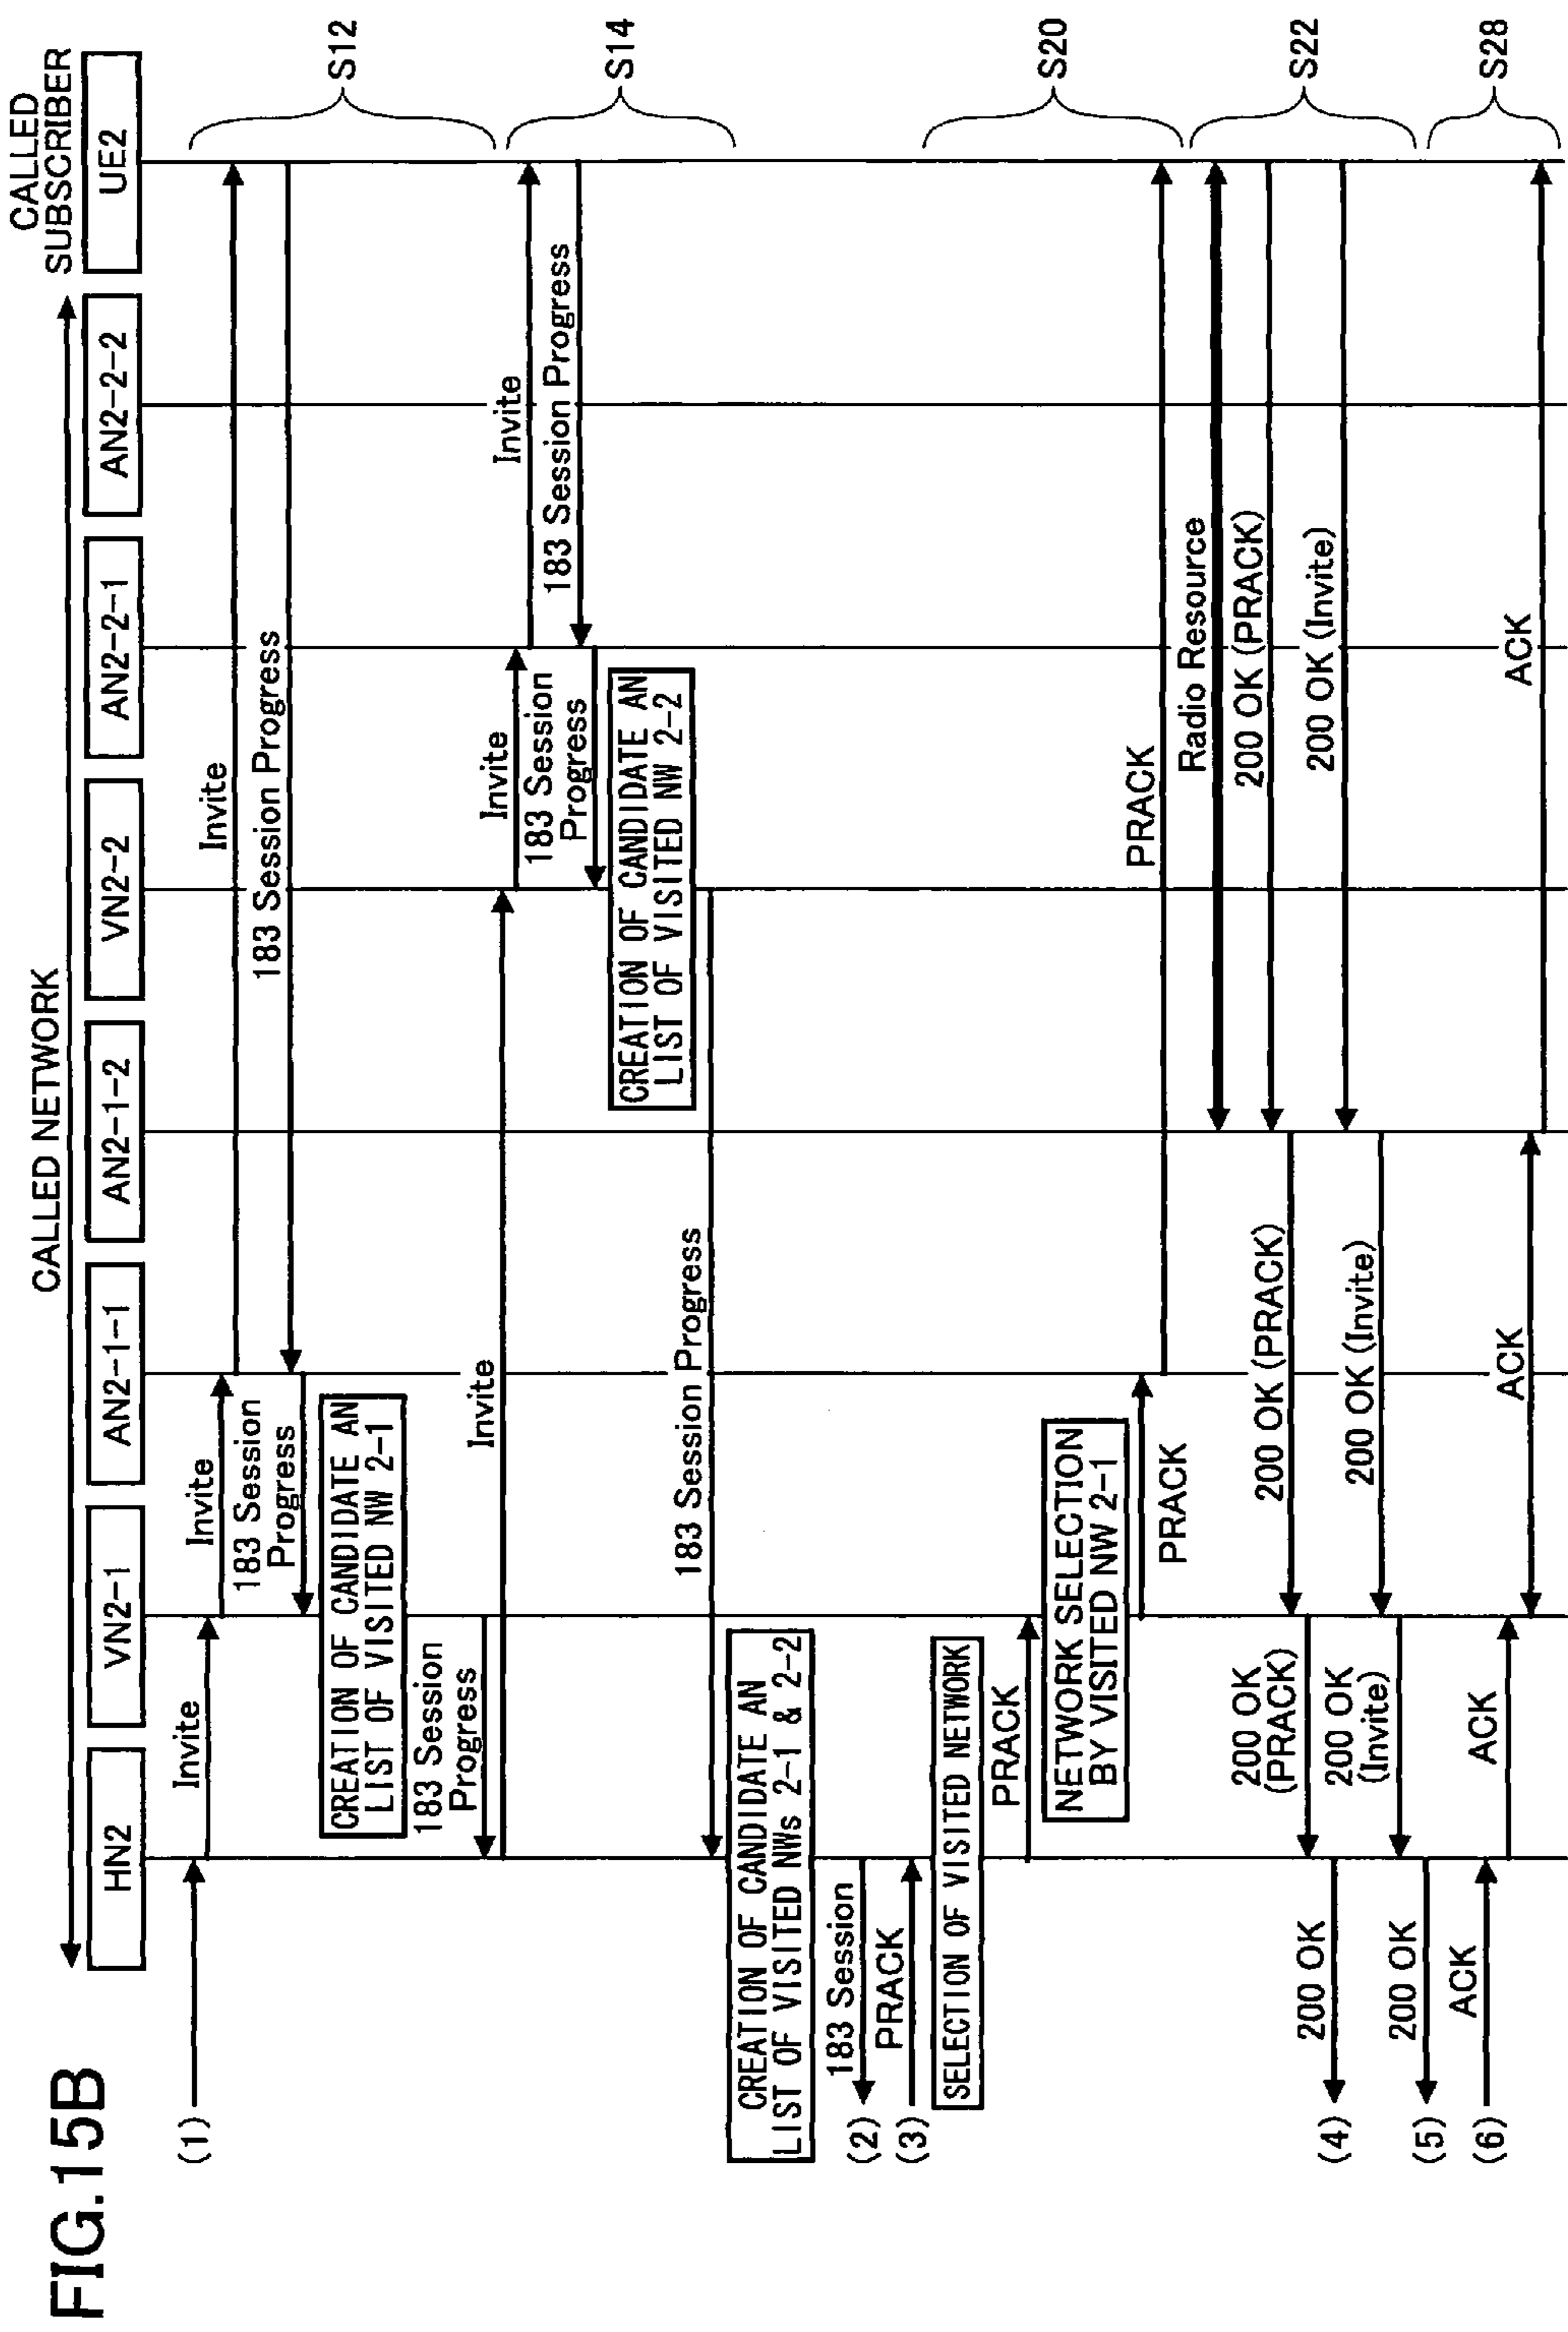 FIG.15B
CALLED NETWORK
CALLED
SUBSCRIBER
HN2
VN2-1
AN2-1-1
AN2-1-2
VN2-2
AN2-2-1
AN2-2-2
UE2
(1)
Invite
Invite
Invite
183 Session Progress
183 Session
Progress
CREATION OF CANDIDATE AN
LIST OF VISITED NW 2-1
183 Session
Progress
S12
Invite
Invite
Invite
183 Session Progress
183 Session
Progress
CREATION OF CANDIDATE AN
LIST OF VISITED NW 2-2
183 Session Progress
S14
CREATION OF CANDIDATE AN
LIST OF VISITED NWs 2-1 & 2-2
(2)
183 Session
(3)
PRACK
SELECTION OF VISITED NETWORK
PRACK
NETWORK SELECTION
BY VISITED NW 2-1
PRACK
PRACK
S20
Radio Resource
200 OK (PRACK)
200 OK (PRACK)
200 OK
(PRACK)
200 OK
(4)
200 OK (Invite)
200 OK (Invite)
200 OK
(Invite)
200 OK
(5)
S22
ACK
(6)
ACK
ACK
ACK
S28